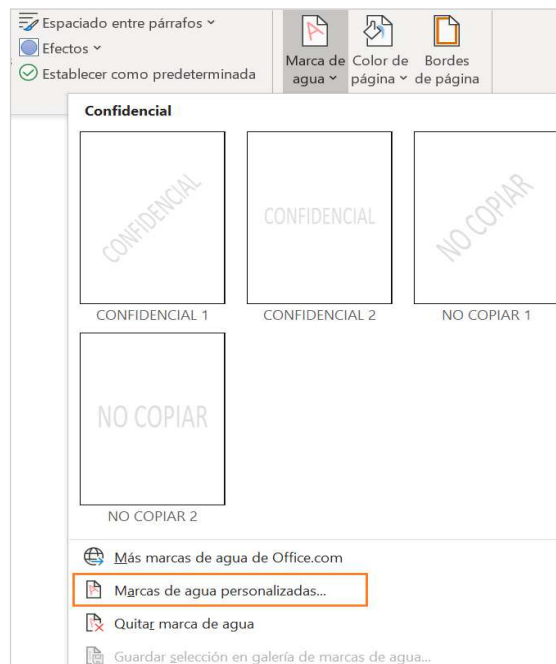 Espaciado entre párrafos
Efectos
Establecer como predeterminada
Marca de agua
Color de página
Bordes de página
Confidencial
CONFIDENCIAL
CONFIDENCIAL
NO COPIAR
CONFIDENCIAL 1
CONFIDENCIAL 2
NO COPIAR 1
NO COPIAR
NO COPIAR 2
Más marcas de agua de Office.com
Marcas de agua personalizadas...
Quitar marca de agua
Guardar selección en galería de marcas de agua...